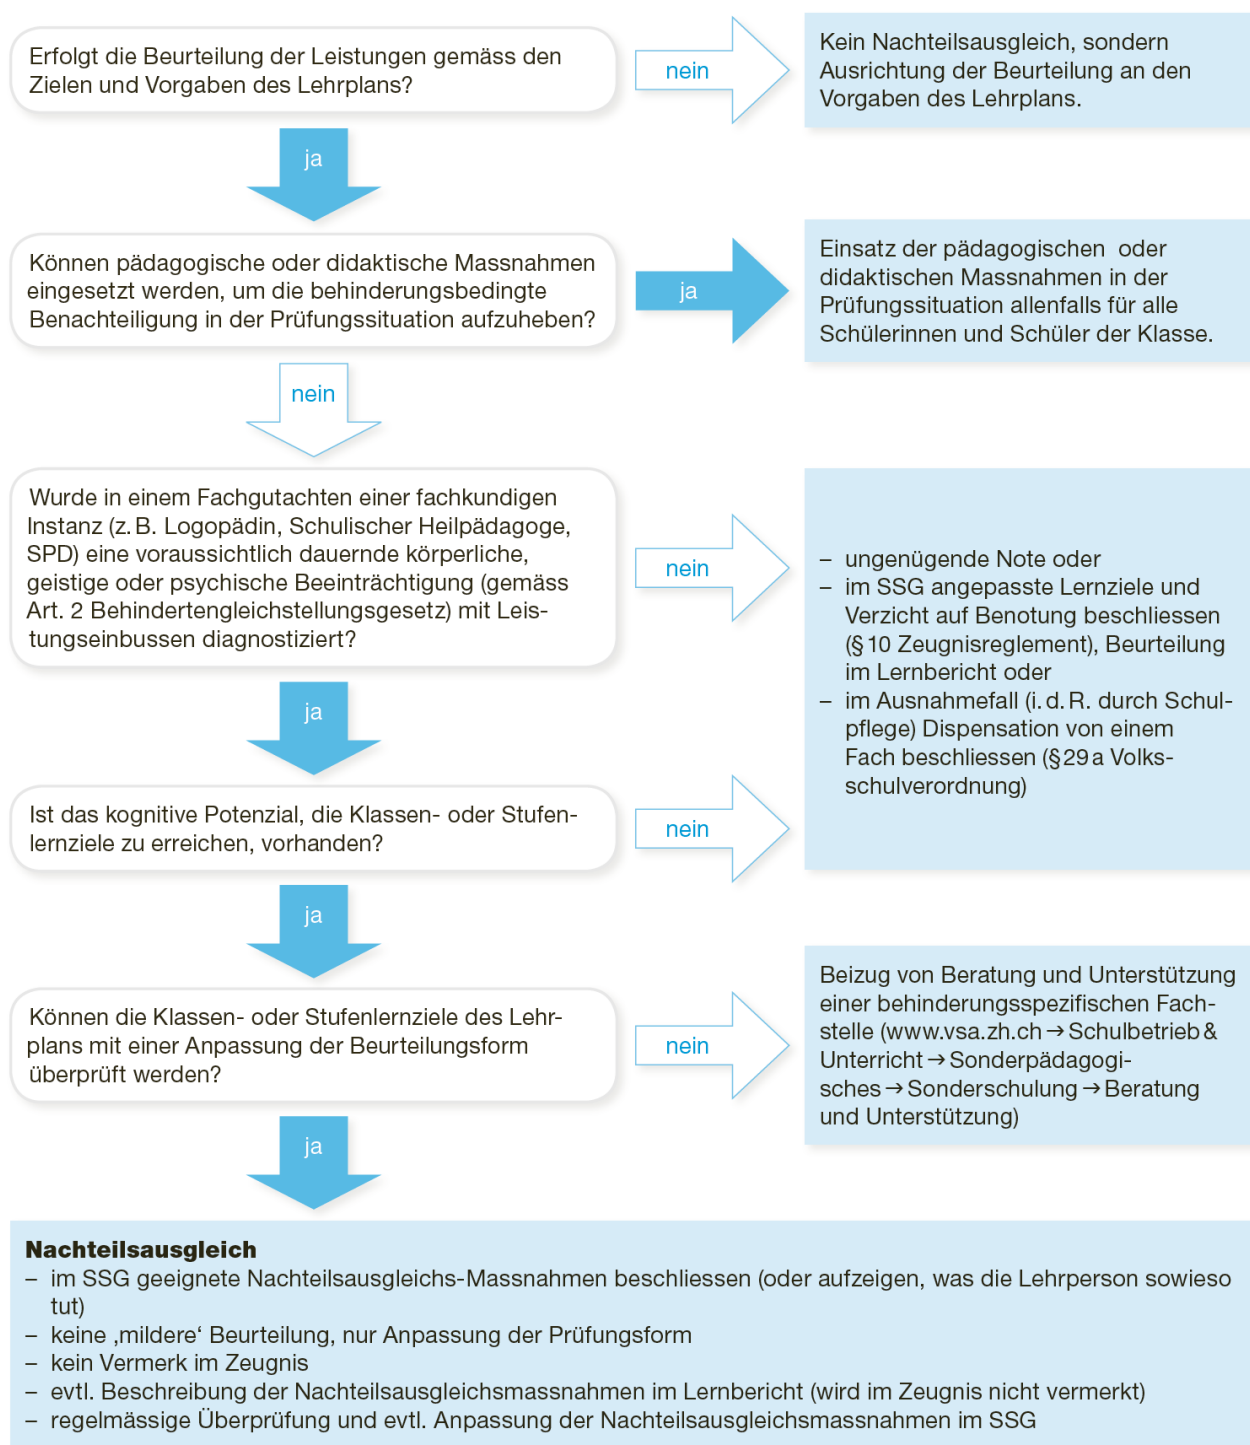 Erfolgt die Beurteilung der Leistungen gemäss den
Zielen und Vorgaben des Lehrplans?
nein
Kein Nachteilsausgleich, sondern
Ausrichtung der Beurteilung an den
Vorgaben des Lehrplans.
ja
Können pädagogische oder didaktische Massnahmen
eingesetzt werden, um die behinderungsbedingte
Benachteiligung in der Prüfungssituation aufzuheben?
ja
Einsatz der pädagogischen oder
didaktischen Massnahmen in der
Prüfungssituation allenfalls für alle
Schülerinnen und Schüler der Klasse.
nein
Wurde in einem Fachgutachten einer fachkundigen
Instanz (z. B. Logopädin, Schulischer Heilpädagoge,
SPD) eine voraussichtlich dauernde körperliche,
geistige oder psychische Beeinträchtigung (gemäss
Art. 2 Behindertengleichstellungsgesetz) mit Leis-
tungseinbussen diagnostiziert?
nein
– ungenügende Note oder
– im SSG angepasste Lernziele und
Verzicht auf Benotung beschliessen
(§ 10 Zeugnisreglement), Beurteilung
im Lernbericht oder
– im Ausnahmefall (i. d. R. durch Schul-
pflege) Dispensation von einem
Fach beschliessen (§ 29 a Volks-
schulverordnung)
ja
Ist das kognitive Potenzial, die Klassen- oder Stufen-
lernziele zu erreichen, vorhanden?
nein
ja
Können die Klassen- oder Stufenlernziele des Lehr-
plans mit einer Anpassung der Beurteilungsform
überprüft werden?
nein
Beizug von Beratung und Unterstützung
einer behinderungsspezifischen Fach-
stelle (www.vsa.zh.ch → Schulbetrieb &
Unterricht → Sonderpädagogi-
sches → Sonderschulung → Beratung
und Unterstützung)
ja
Nachteilsausgleich
– im SSG geeignete Nachteilsausgleichs-Massnahmen beschliessen (oder aufzeigen, was die Lehrperson sowieso
tut)
– keine ‚mildere‘ Beurteilung, nur Anpassung der Prüfungsform
– kein Vermerk im Zeugnis
– evtl. Beschreibung der Nachteilsausgleichsmassnahmen im Lernbericht (wird im Zeugnis nicht vermerkt)
– regelmässige Überprüfung und evtl. Anpassung der Nachteilsausgleichsmassnahmen im SSG